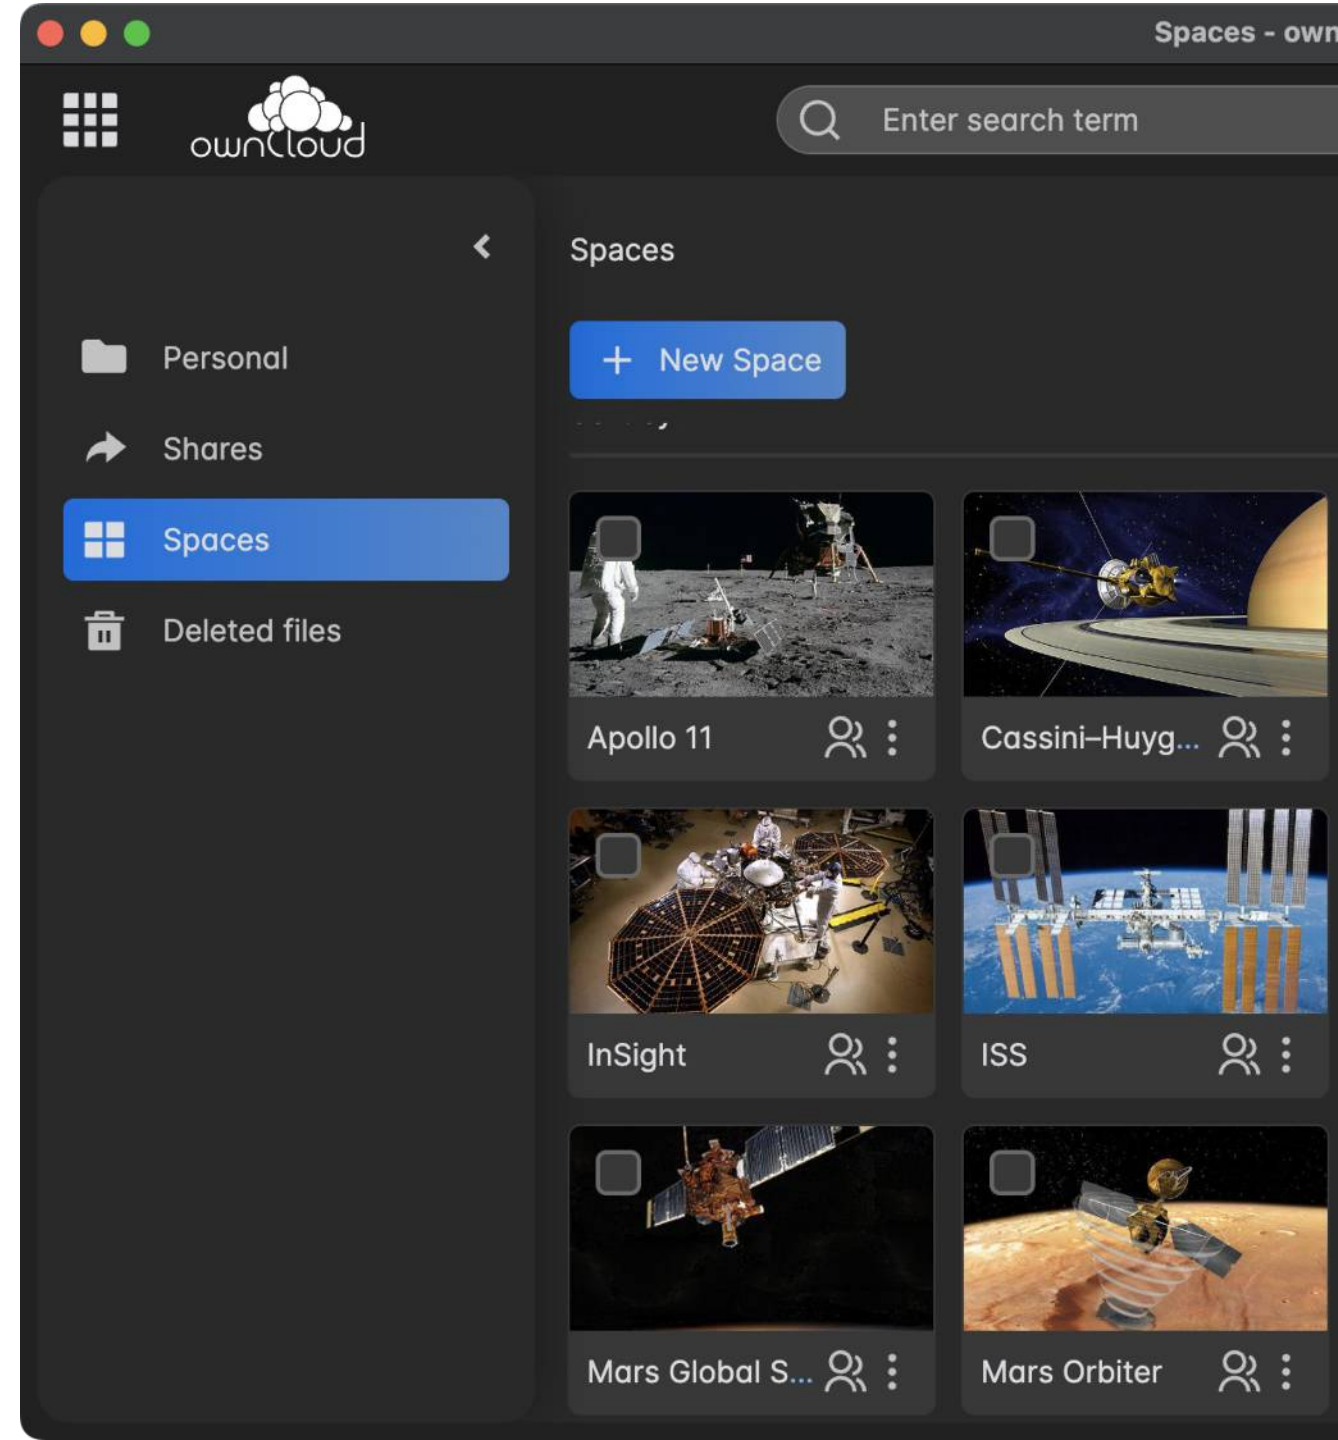 Spaces - own
ownCloud
Enter search term
Spaces
Personal
+ New Space
Shares
Spaces
Deleted files
Apollo 11
Cassini–Huyg...
InSight
ISS
Mars Global S...
Mars Orbiter